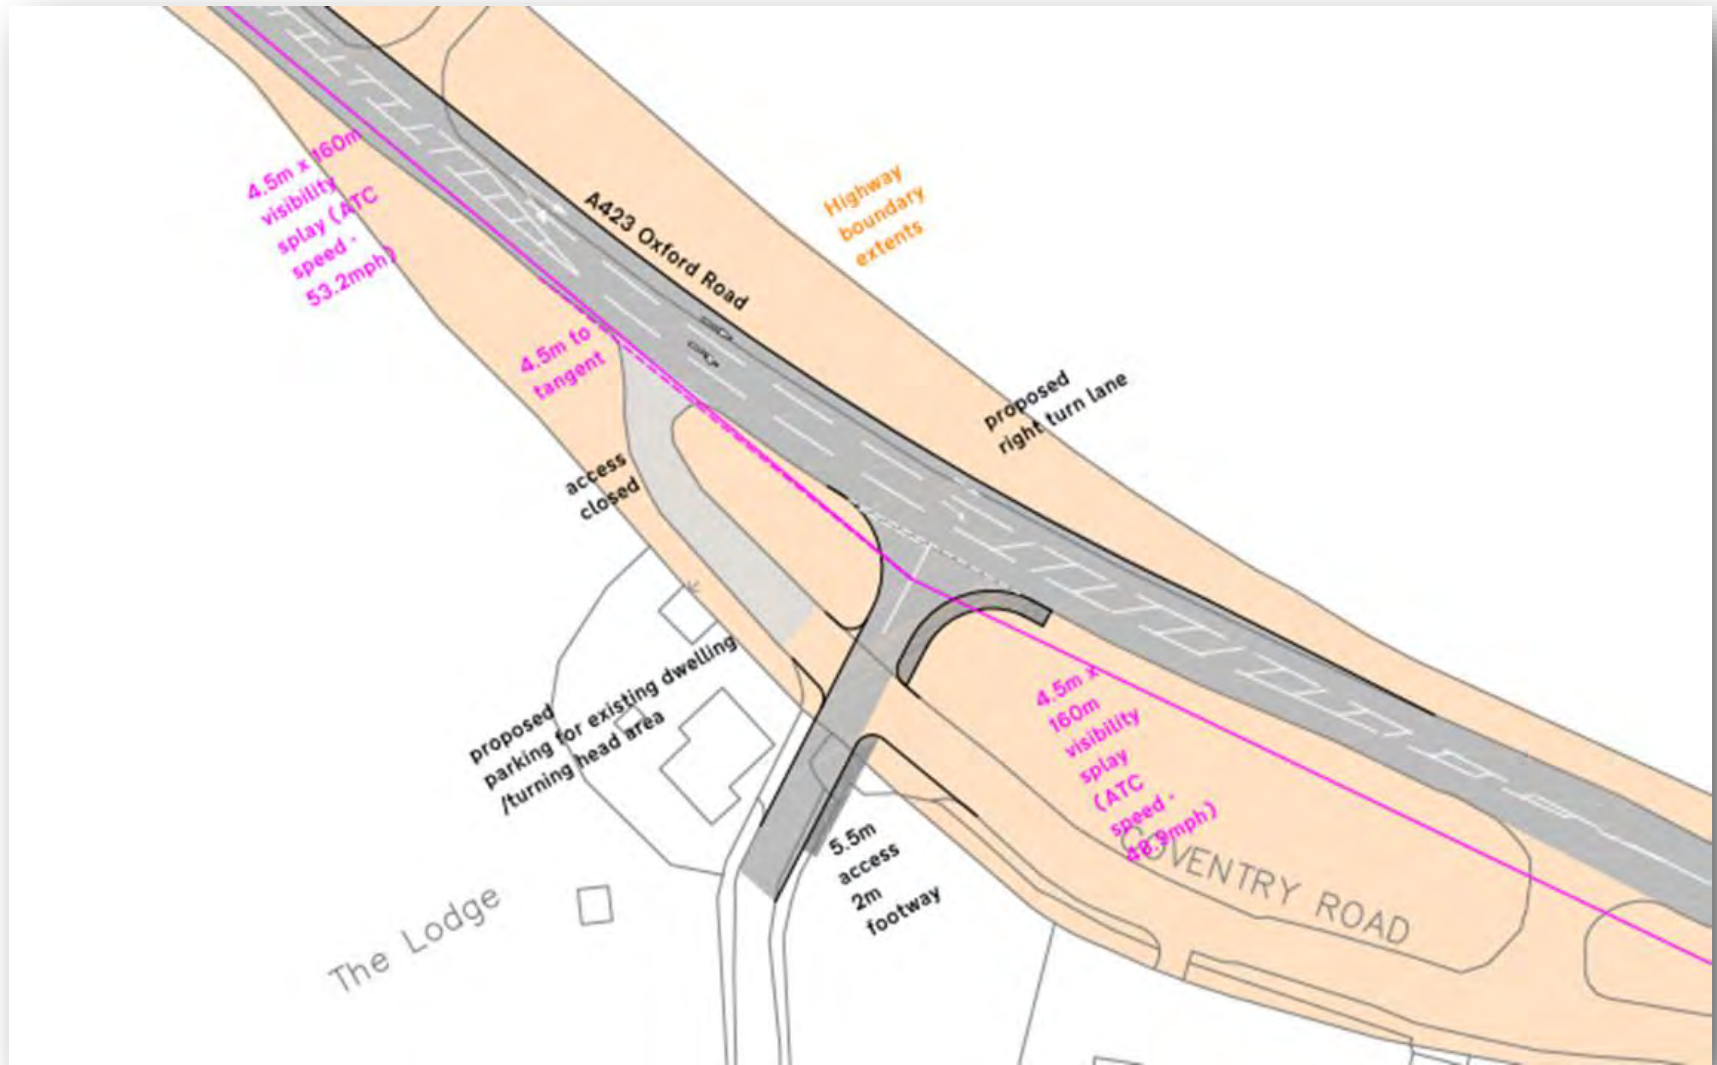 4.5m x 160m
visibility
splay (ATC
speed -
53.2mph)
A423 Oxford Road
Highway
boundary
extents
4.5m to
tangent
proposed
right turn lane
access
closed
proposed
parking for existing dwelling
/turning head area
4.5m x
160m
visibility
splay
(ATC
speed -
48.9mph)
COVENTRY ROAD
5.5m
access
2m
footway
The Lodge